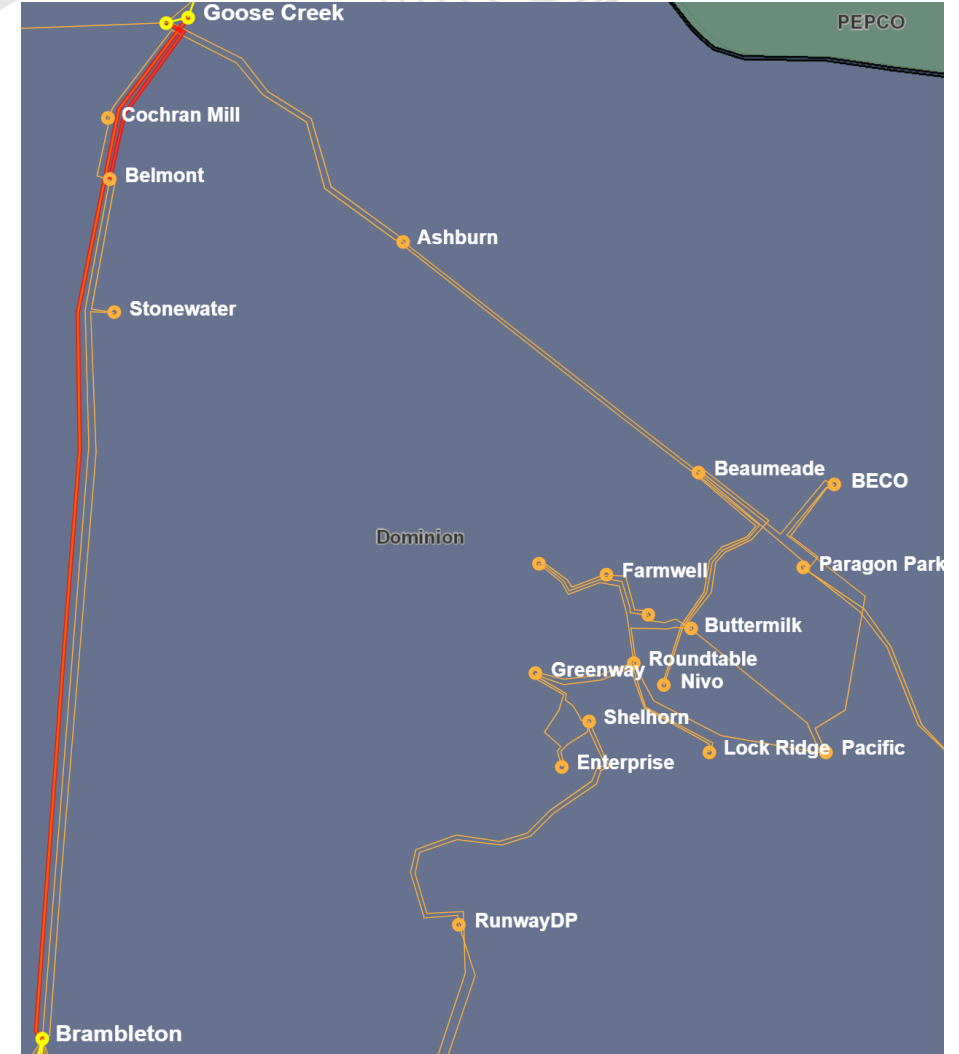 Goose Creek
PEPCO
Cochran Mill
Belmont
Ashburn
Stonewater
Beaumeade
BECO
Dominion
Farmwell
Paragon Park
Buttermilk
Roundtable
Greenway
Nivo
Shelhorn
Lock Ridge
Pacific
Enterprise
RunwayDP
Brambleton